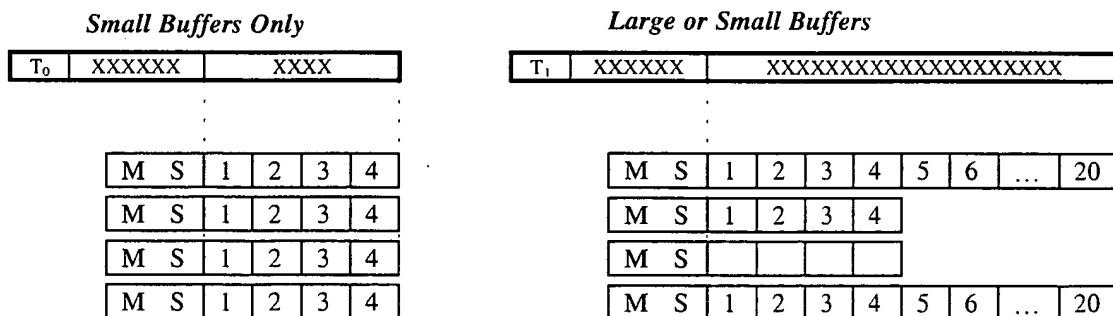 Small Buffers Only
Large or Small Buffers
T₀ XXXXXX XXXX
T₁ XXXXXX XXXXXXXXXXXXXXXXXXXX
M S 1 2 3 4
M S 1 2 3 4 5 6 ... 20
M S 1 2 3 4
M S 1 2 3 4
M S 1 2 3 4
M S
M S 1 2 3 4
M S 1 2 3 4 5 6 ... 20